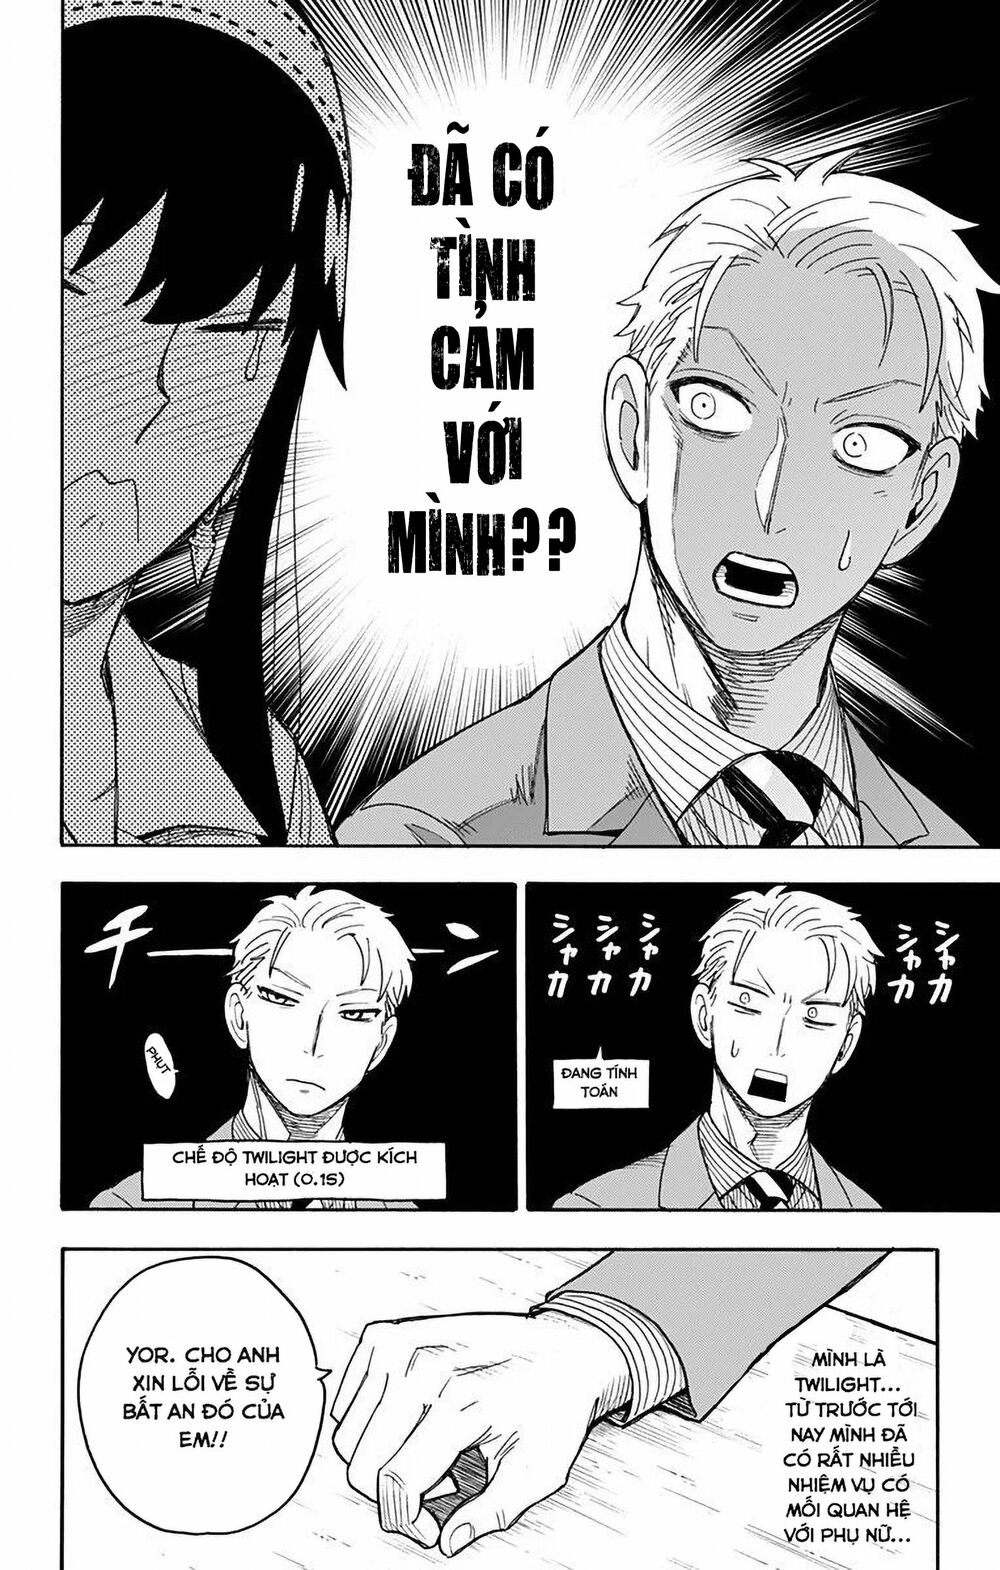 ĐÃ CÓ
TÌNH
CẢM
VỚI
MÌNH??
シャカ
シャカ
シャカ
シャカ
シャカ
ĐANG TÍNH
TOÁN
チーーン
PHỤT
CHẾ ĐỘ TWILIGHT ĐƯỢC KÍCH
HOẠT (0.1S)
MÌNH LÀ
TWILIGHT...
TỪ TRƯỚC TỚI
NAY MÌNH ĐÃ
CÓ RẤT NHIỀU
NHIỆM VỤ CÓ
MỐI QUAN HỆ
VỚI PHỤ NỮ...
YOR. CHO ANH
XIN LỖI VỀ SỰ
BẤT AN ĐÓ CỦA
EM!!